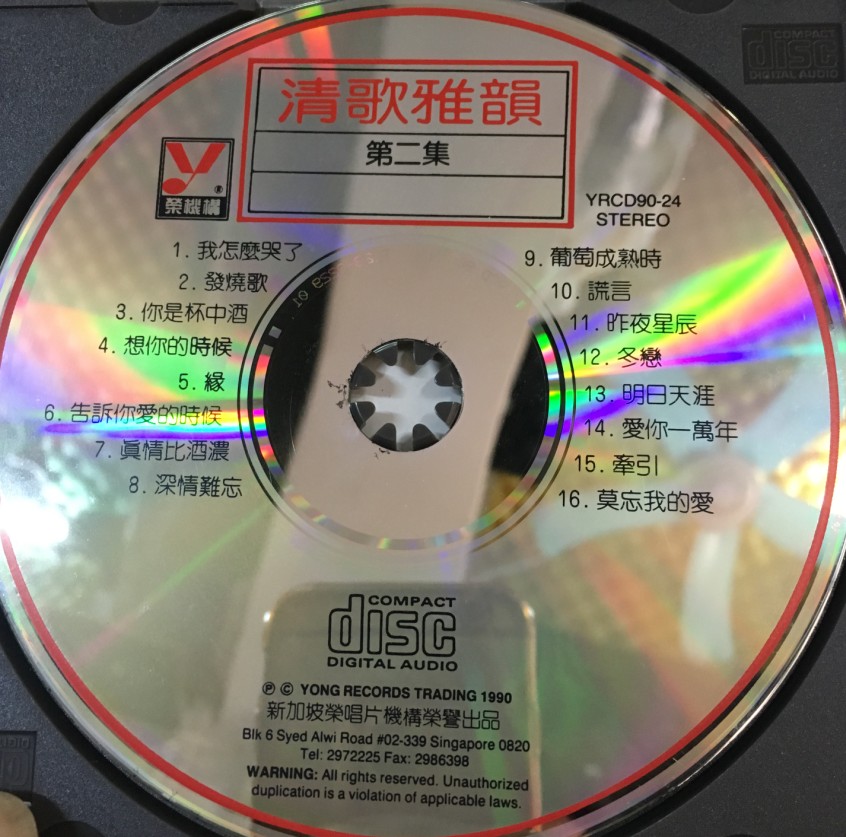 清歌雅韻
第二集
榮機構
YRCD90-24
STEREO
1. 我怎麼哭了
2. 發燒歌
3. 你是杯中酒
4. 想你的時候
5. 緣
6. 告訴你愛的時候
7. 眞情比酒濃
8. 深情難忘
9. 葡萄成熟時
10. 謊言
11. 昨夜星辰
12. 冬戀
13. 明日天涯
14. 愛你一萬年
15. 牽引
16. 莫忘我的愛
COMPACT
disc
DIGITAL AUDIO
℗ © YONG RECORDS TRADING 1990
新加坡榮唱片機構榮譽出品
Blk 6 Syed Alwi Road #02-339 Singapore 0820
Tel: 2972225 Fax: 2986398
WARNING: All rights reserved. Unauthorized
duplication is a violation of applicable laws.
COMPACT
disc
DIGITAL AUDIO